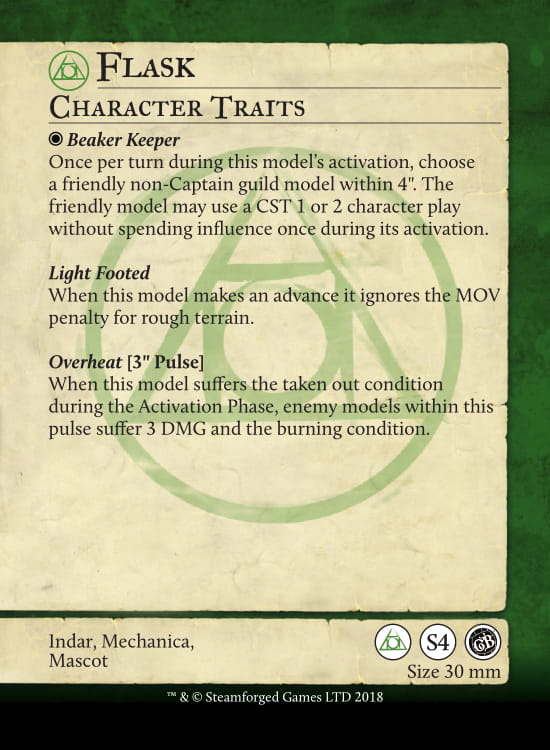 Flask
Character Traits
Beaker Keeper
Once per turn during this model's activation, choose
a friendly non-Captain guild model within 4". The
friendly model may use a CST 1 or 2 character play
without spending influence once during its activation.
Light Footed
When this model makes an advance it ignores the MOV
penalty for rough terrain.
Overheat [3" Pulse]
When this model suffers the taken out condition
during the Activation Phase, enemy models within this
pulse suffer 3 DMG and the burning condition.
Indar, Mechanica,
Mascot
S4
GB
Size 30 mm
™ & © Steamforged Games LTD 2018